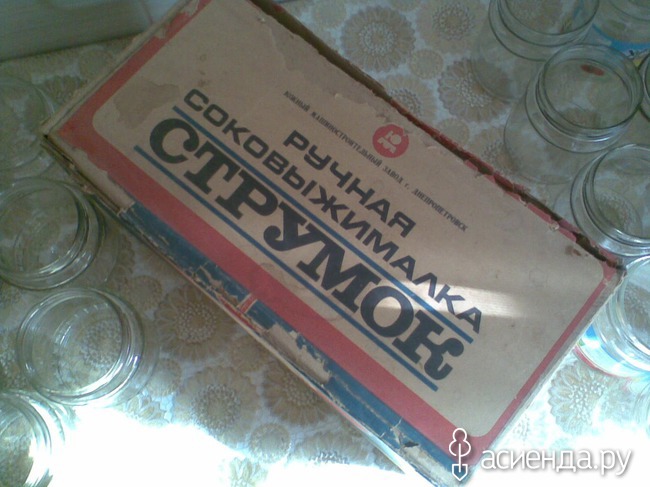 ЮЖНЫЙ МАШИНОСТРОИТЕЛЬНЫЙ ЗАВОД г. ДНЕПРОПЕТРОВСК
РУЧНАЯ
СОКОВЫЖИМАЛКА
СТРУМОК
асиенда.ру